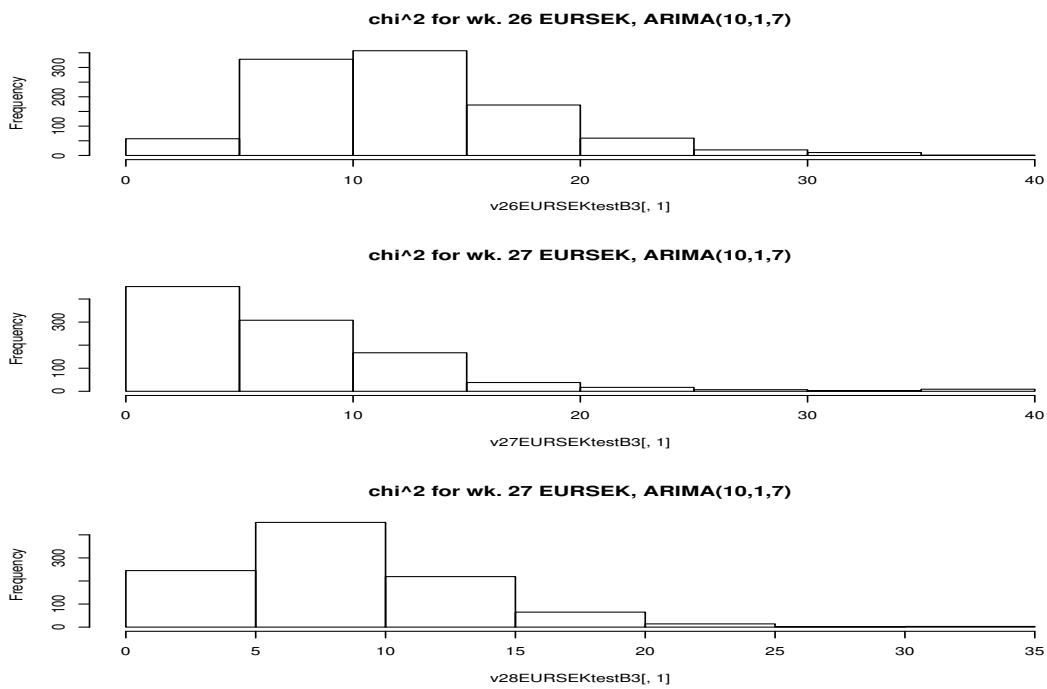 chi^2 for wk. 26 EURSEK, ARIMA(10,1,7)
Frequency
300
200
100
0
0 10 20 30 40
v26EURSEKtestB3[, 1]
chi^2 for wk. 27 EURSEK, ARIMA(10,1,7)
Frequency
300
100
0
0 10 20 30 40
v27EURSEKtestB3[, 1]
chi^2 for wk. 27 EURSEK, ARIMA(10,1,7)
Frequency
300
100
0
0 5 10 15 20 25 30 35
v28EURSEKtestB3[, 1]